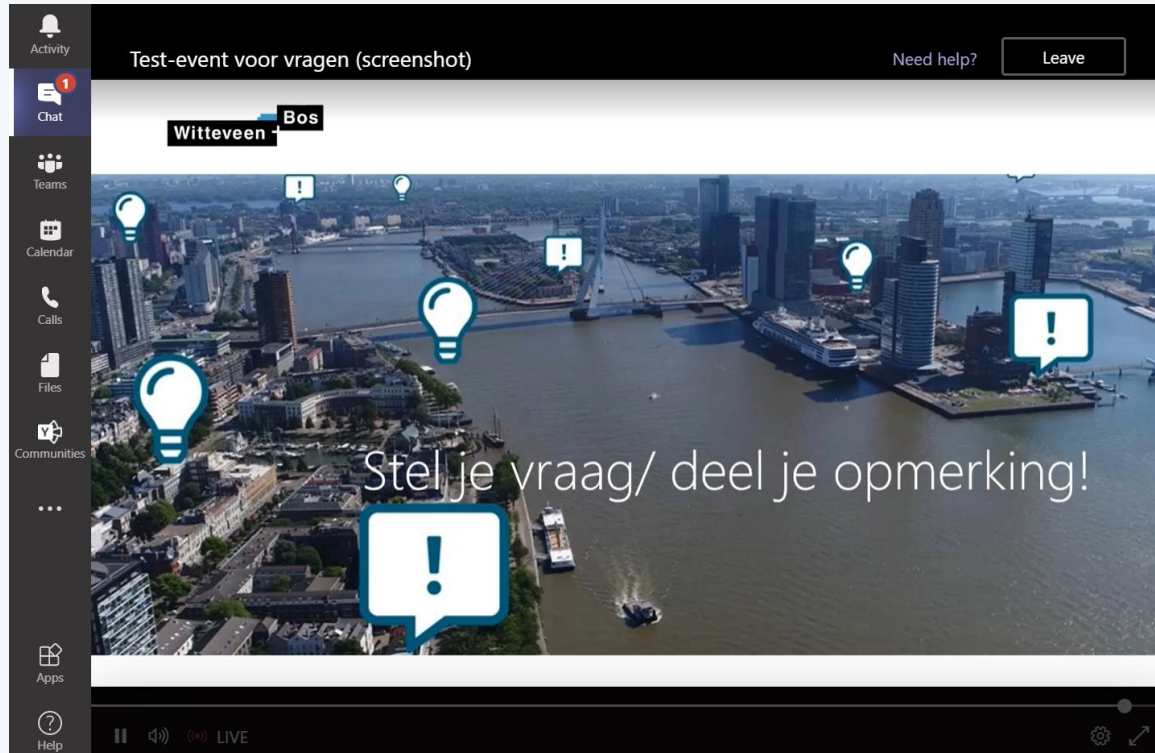 Activity
1
Chat
Teams
Calendar
Calls
Files
Communities
Apps
Help
Test-event voor vragen (screenshot)
Need help?
Leave
Witteveen + Bos
!
!
!
Stel je vraag/ deel je opmerking!
!
LIVE